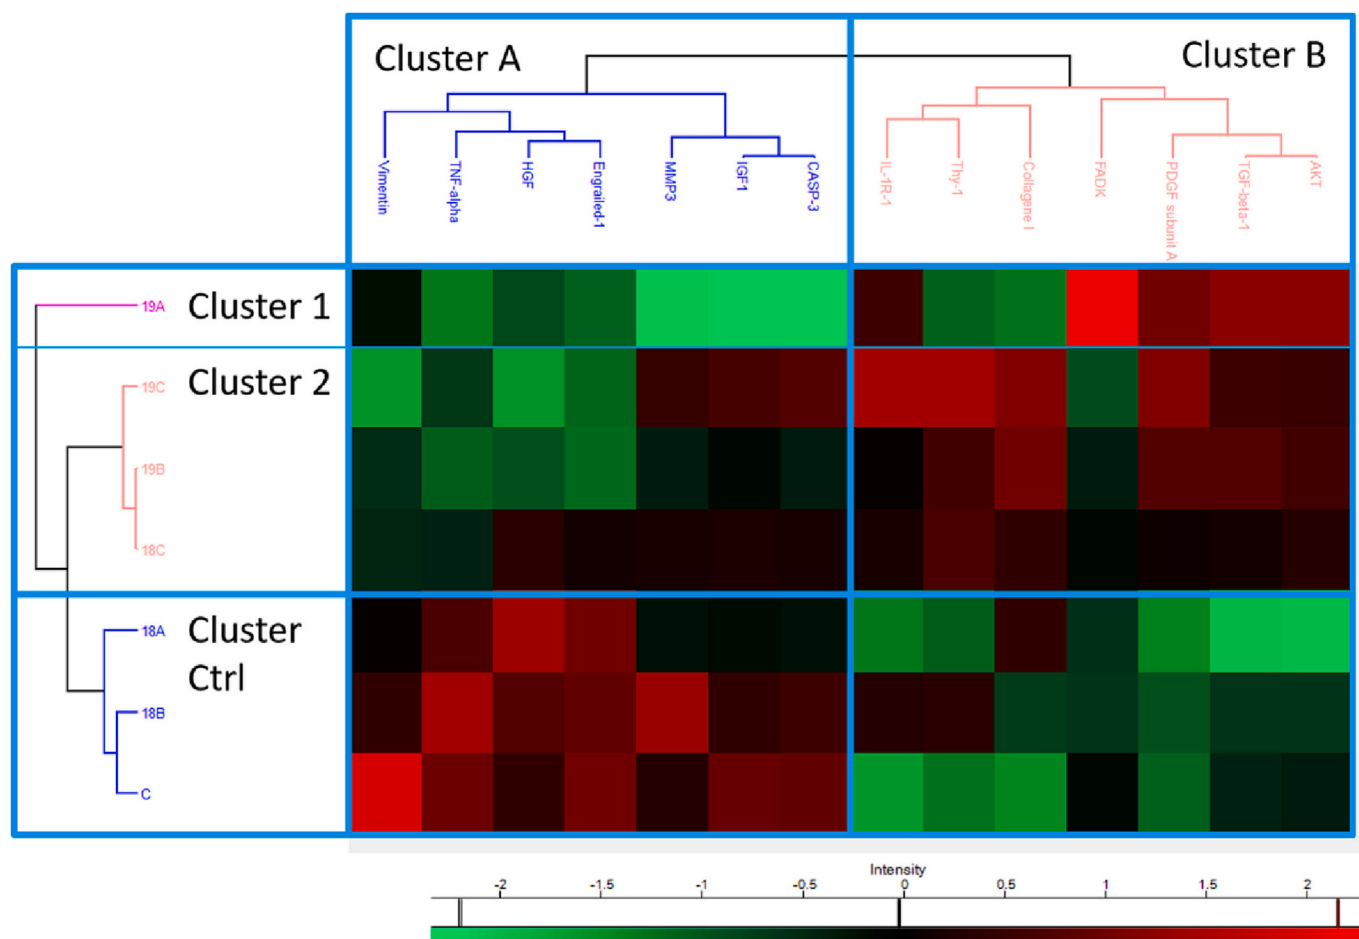 Cluster A
Cluster B
Vimentin
TNF-alpha
HGF
Engrailed-1
MMP3
IGF1
CASP-3
IL-1R-1
Thy-1
Collagene I
FADK
PDGF subunit A
TGF-beta-1
AKT
19A
Cluster 1
19C
Cluster 2
19B
18C
18A
Cluster
Ctrl
18B
C
Intensity
-2 -1.5 -1 -0.5 0 0.5 1 1.5 2